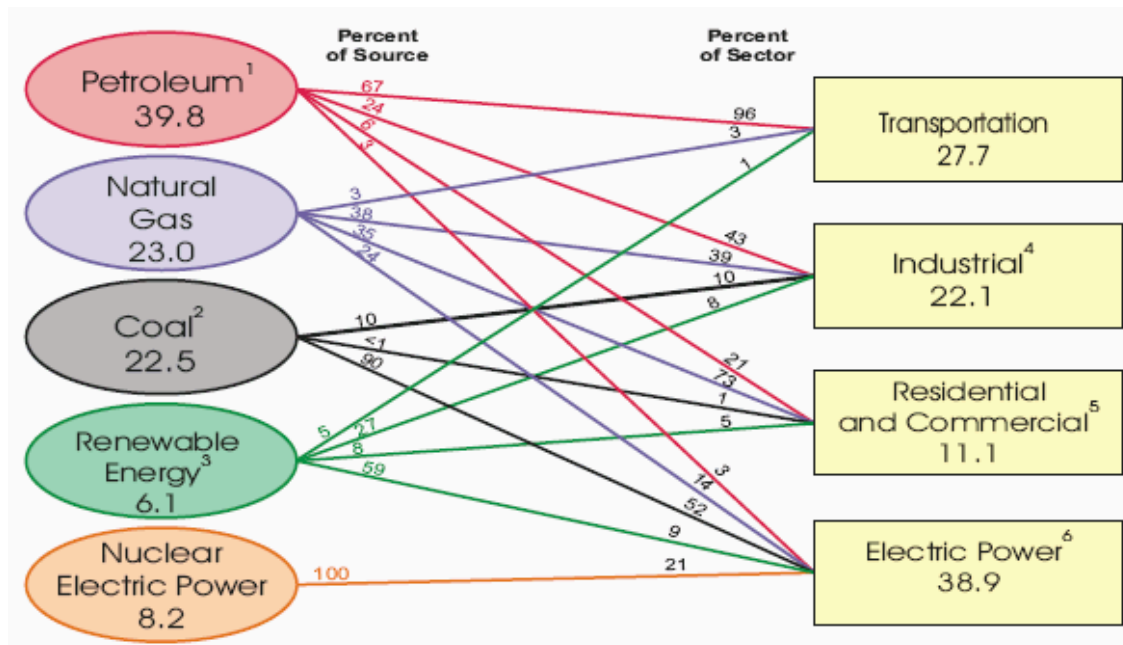 Percent
of Source
Percent
of Sector
Petroleum1
39.8
Natural
Gas
23.0
Coal2
22.5
Renewable
Energy3
6.1
Nuclear
Electric Power
8.2
67
24
6
3
3
38
35
24
10
<1
90
5
27
8
59
100
96
3
1
43
39
10
8
21
73
1
5
3
14
52
9
21
Transportation
27.7
Industrial4
22.1
Residential
and Commercial5
11.1
Electric Power6
38.9